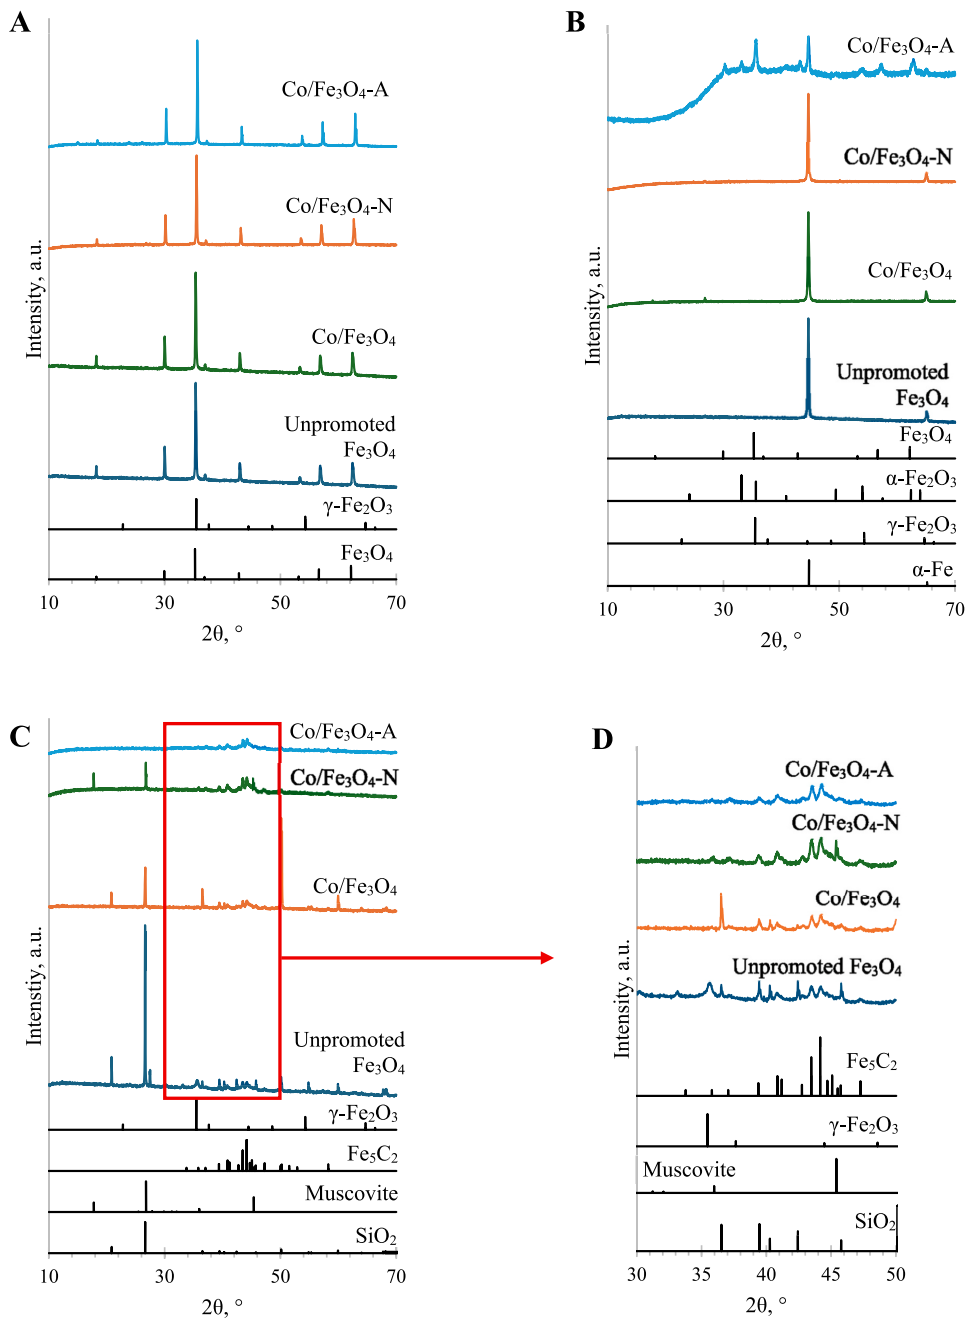 A
Co/Fe₃O₄-A
Co/Fe₃O₄-N
Co/Fe₃O₄
Unpromoted
Fe₃O₄
γ-Fe₂O₃
Fe₃O₄
Intensity, a.u.
10 30 50 70
2θ, °
B
Co/Fe₃O₄-A
Co/Fe₃O₄-N
Co/Fe₃O₄
Unpromoted
Fe₃O₄
Fe₃O₄
α-Fe₂O₃
γ-Fe₂O₃
α-Fe
Intensity, a.u.
10 30 50 70
2θ, °
C
Co/Fe₃O₄-A
Co/Fe₃O₄-N
Co/Fe₃O₄
Unpromoted
Fe₃O₄
γ-Fe₂O₃
Fe₅C₂
Muscovite
SiO₂
Intenstiy, a.u.
10 30 50 70
2θ, °
D
Co/Fe₃O₄-A
Co/Fe₃O₄-N
Co/Fe₃O₄
Unpromoted Fe₃O₄
Fe₅C₂
γ-Fe₂O₃
Muscovite
SiO₂
Intensity, a.u.
30 35 40 45 50
2θ, °